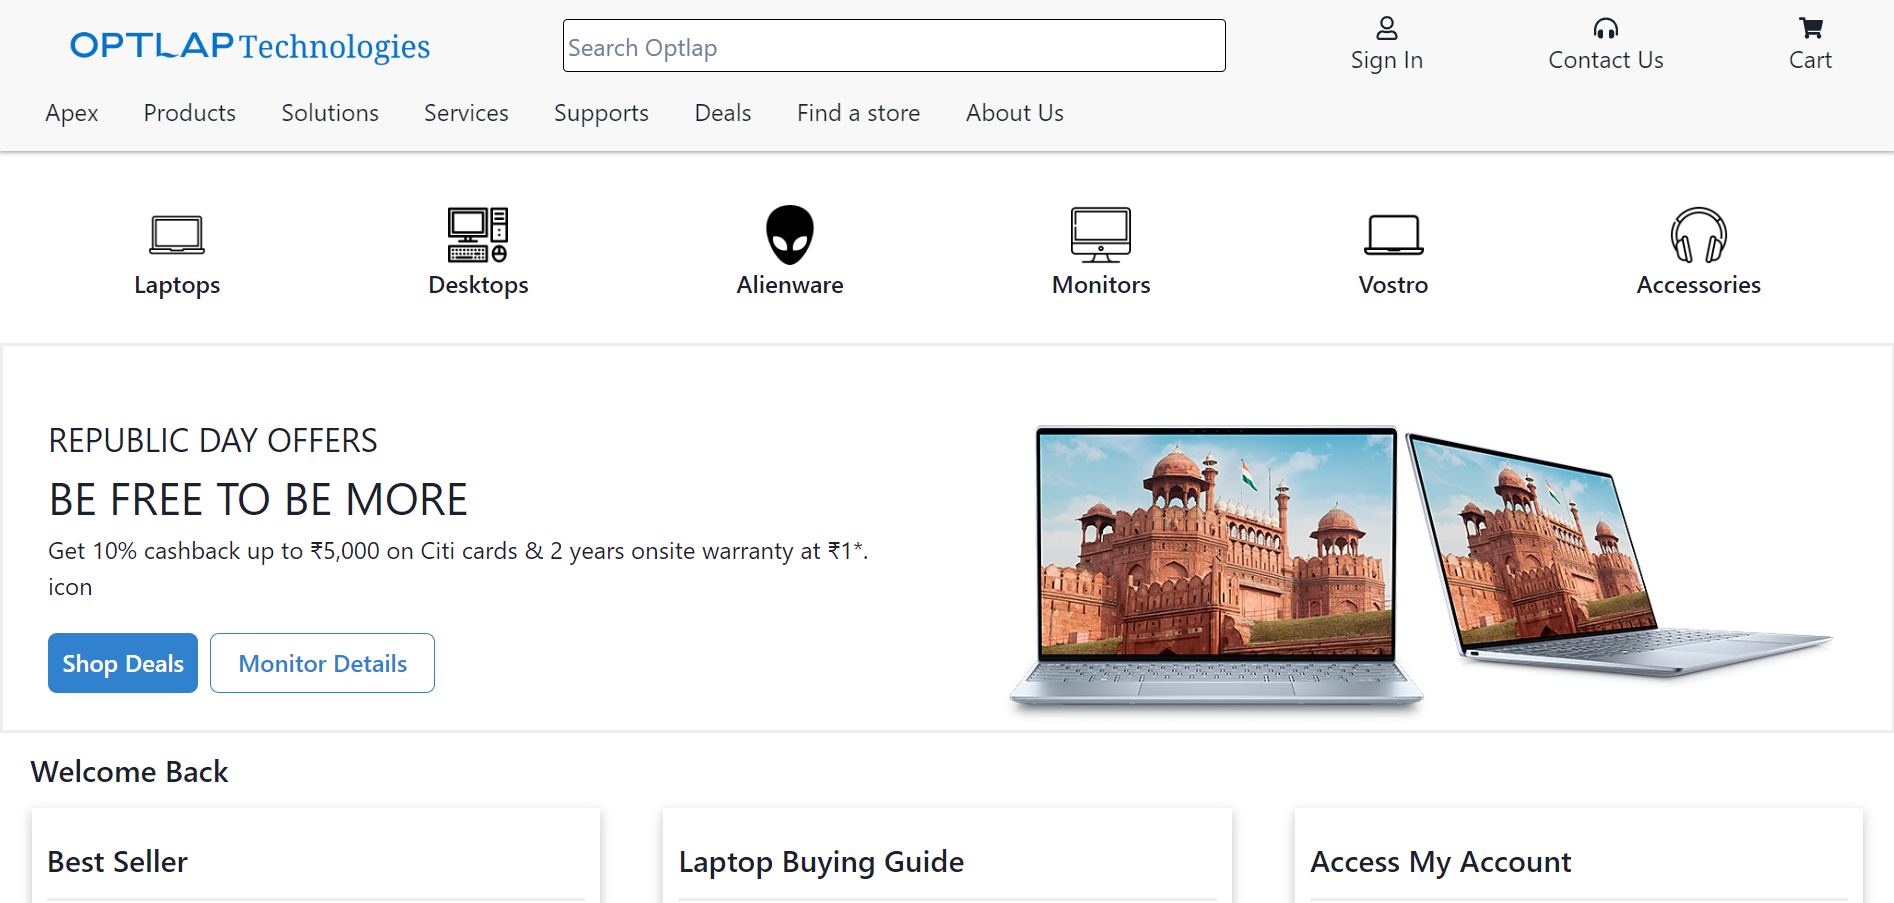 OPTLAP Technologies
Search Optlap
Sign In
Contact Us
Cart
Apex
Products
Solutions
Services
Supports
Deals
Find a store
About Us
Laptops
Desktops
Alienware
Monitors
Vostro
Accessories
REPUBLIC DAY OFFERS
BE FREE TO BE MORE
Get 10% cashback up to ₹5,000 on Citi cards & 2 years onsite warranty at ₹1*.
icon
Shop Deals
Monitor Details
Welcome Back
Best Seller
Laptop Buying Guide
Access My Account